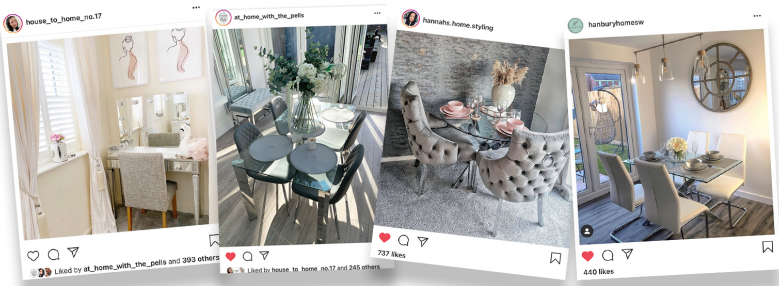 house_to_home_no.17
Liked by at_home_with_the_pells and 393 others
at_home_with_the_pells
Liked by house_to_home_no.17 and 245 others
hannahs.home.styling
737 likes
hanburyhomesw
440 likes